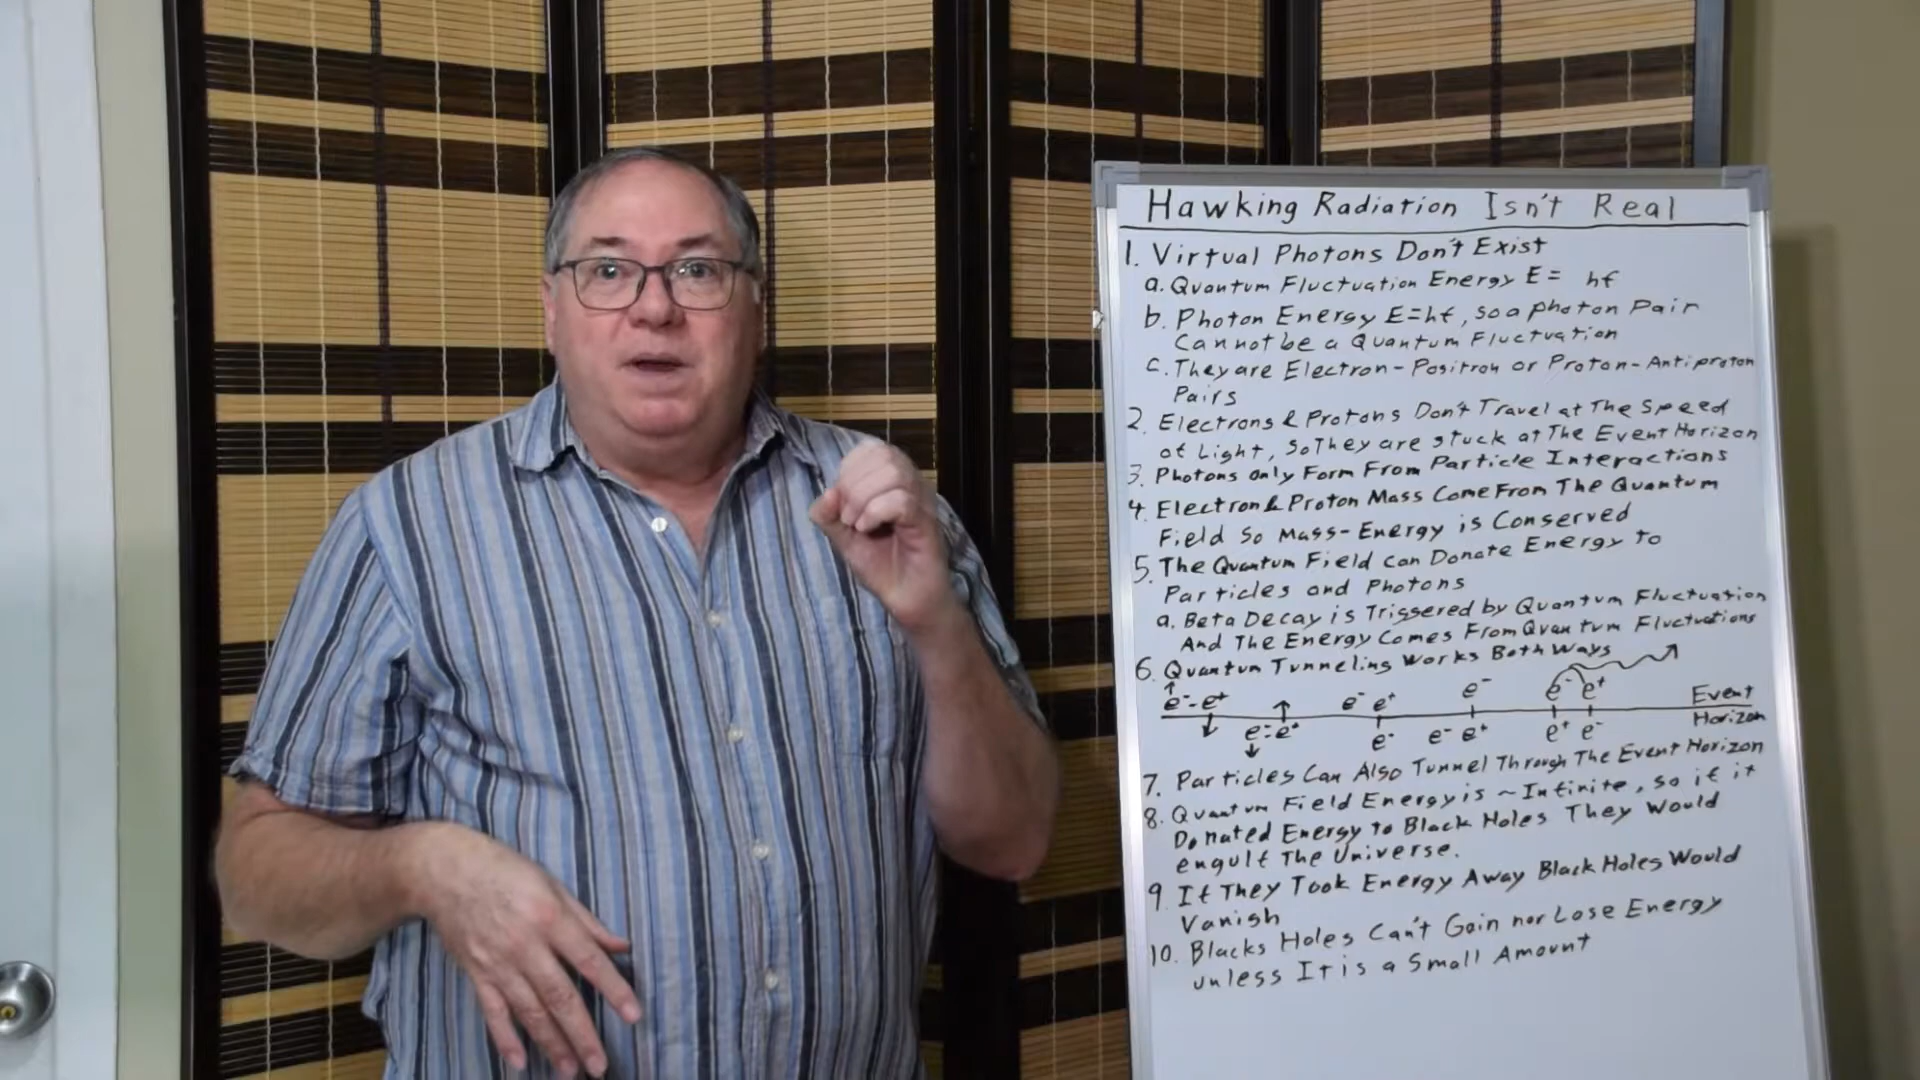 Hawking Radiation Isn't Real
1. Virtual Photons Don't Exist
a. Quantum Fluctuation Energy E= hf
b. Photon Energy E=hf, so a photon Pair
Cannot be a Quantum Fluctuation
c. They are Electron-Positron or Proton-Antiproton
Pairs
2. Electrons & Protons Don't Travel at The Speed
of Light, So They are stuck at The Event Horizon
3. Photons Only Form From Particle Interactions
4. Electron & Proton Mass Come From The Quantum
Field So Mass-Energy is Conserved
5. The Quantum Field can Donate Energy to
Particles and Photons
a. Beta Decay is Triggered by Quantum Fluctuation
And The Energy Comes From Quantum Fluctuations
6. Quantum Tunneling Works Both Ways
e⁻-e⁺ e⁻ e⁺ e⁻ e⁻ e⁺ Event
e⁻-e⁺ e⁻ e⁻ e⁺ e⁺ e⁻ Horizon
7. Particles Can Also Tunnel Through The Event Horizon
8. Quantum Field Energy is ~Infinite, so if it
Donated Energy to Black Holes They Would
engulf The Universe.
9. If They Took Energy Away Black Holes Would
Vanish
10. Blacks Holes Can't Gain nor Lose Energy
unless It is a Small Amount